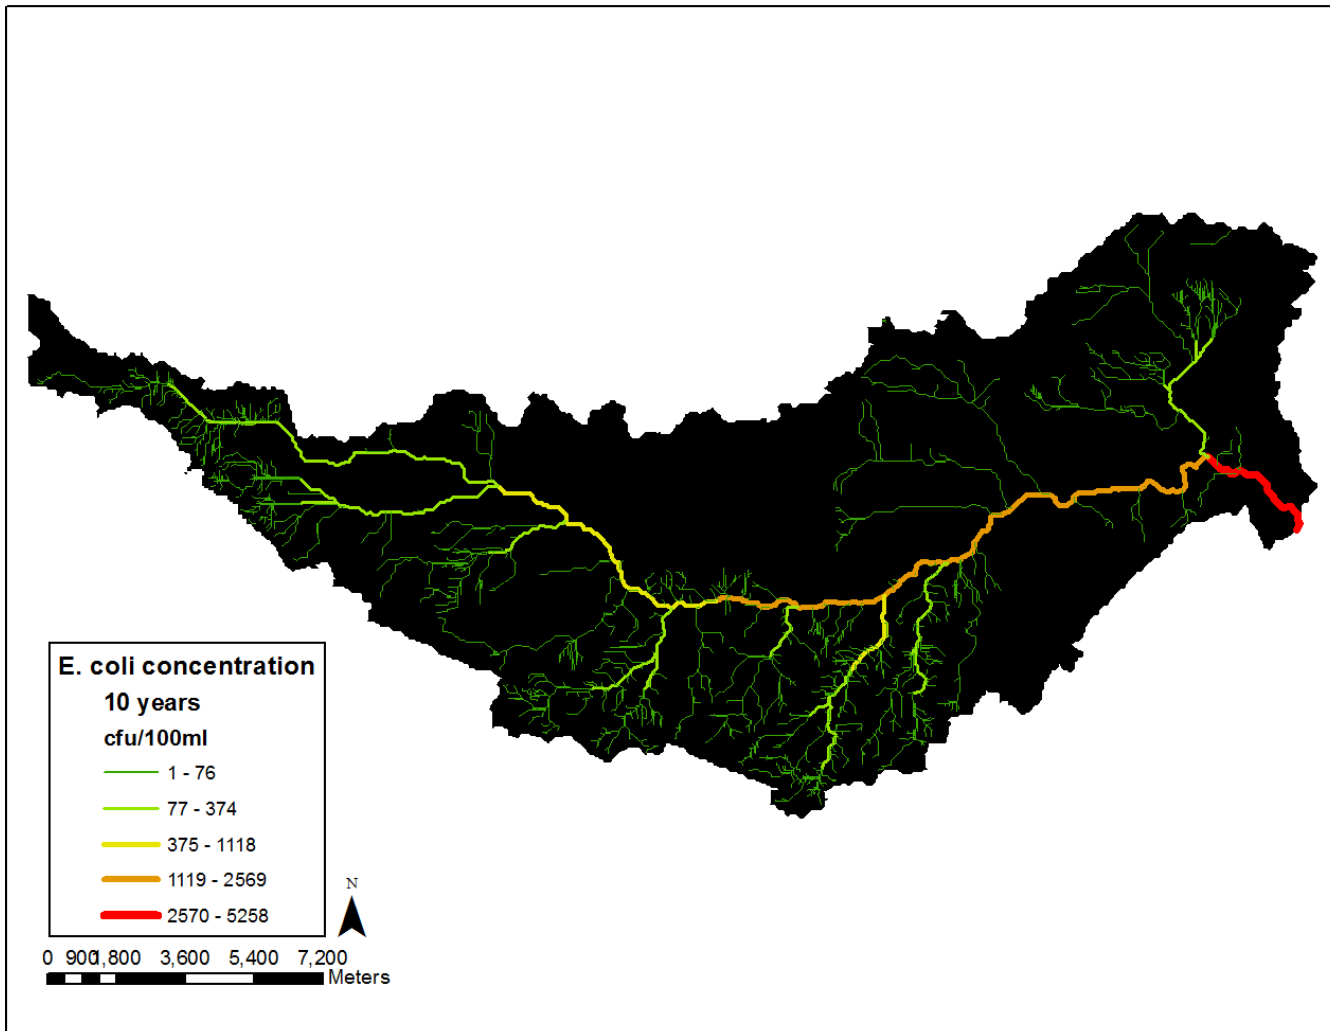 E. coli concentration
10 years
cfu/100ml
1 - 76
77 - 374
375 - 1118
1119 - 2569
2570 - 5258
N
0 900 1,800 3,600 5,400 7,200
Meters